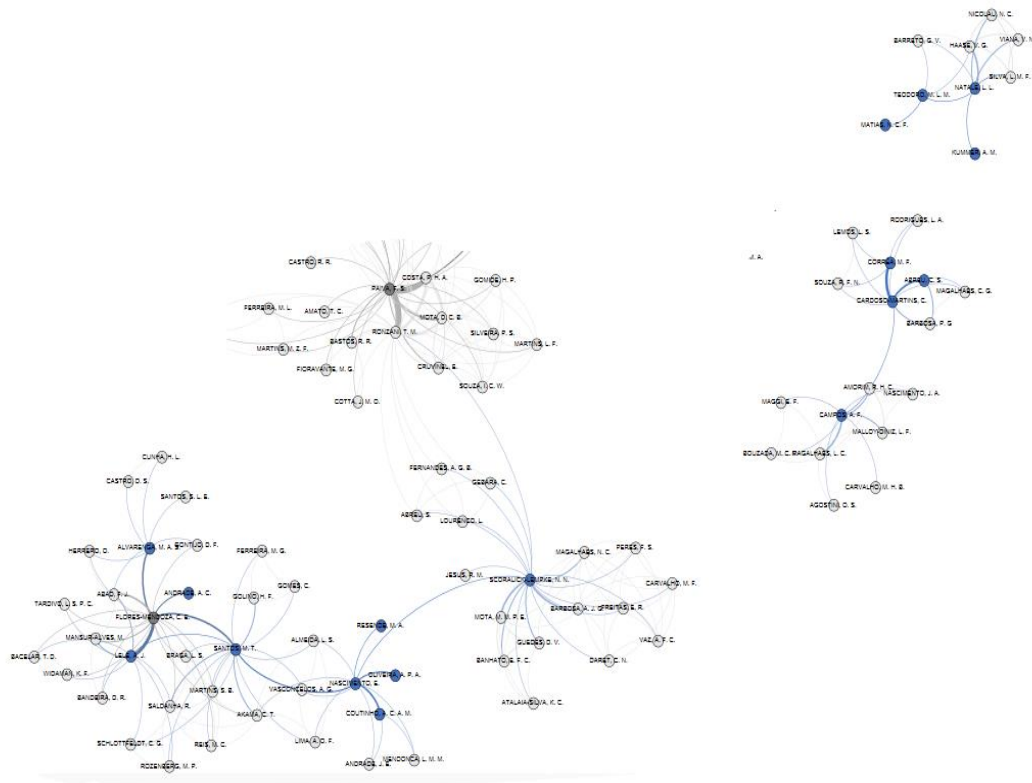 NICOLAU, N. C.
BARRETO, G. V.
HAASE, V. G.
VIANA, V. N
SILVA, L. M. F.
NATALE, L. L.
TEODORO, M. L. M.
MATIAS, N. C. F.
KUMMER, A. M.
RODRIGUES, L. A.
LEMOS, L. S.
J. A.
CORREA, M. F.
CASTRO, R. R.
COSTA, P. H. A.
GOMIDE, H. P.
SOUZA, R. F. N.
ABREU, C. S.
MAGALHAES, C. G.
PAIVA, F. S.
CARDOSO-MARTINS, C.
FERREIRA, M. L.
AMATO, T. C.
MOTA, D. C. B.
BARBOSA, P. G
RONZANI, T. M.
SILVEIRA, P. S.
BASTOS, R. R.
MARTINS, L. F.
MARTINS, M. Z. F.
FIORAVANTE, M. G.
CRUVINEL, E.
SOUZA, I. C. W.
AMORIM, R. H. C.
NASCIMENTO, J. A.
COTTA, J. M. O.
MAGGI, E. F.
CAMPOS, A. F.
MALLOY-DINIZ, L. F.
BOUZADA, M. C. F.
MAGALHAES, L. C.
CUNHA, H. L.
FERNANDES, A. G. B.
CASTRO, D. S.
GEBARA, C.
CARVALHO, M. H. B.
SANTOS, S. L. E.
AGOSTINI, O. S.
ABREU, S.
LOURENCO, L.
HERRERO, D.
ALVARENGA, M. A. S.
GONTIJO, D. F.
FERREIRA, M. G.
MAGALHAES, N. C.
PERES, F. S.
JESUS, R. M.
SCORALICK-LEMPKE, N. N.
CARVALHO, M. F.
ABAD, F. J.
ANDRADE, A. C.
GOLINO, H. F.
GOMES, C.
TARDIVO, L. S. P. C.
BARBOSA, A. J. G.
FREITAS, E. R.
FLORES-MENDOZA, C. E.
MOTA, M. M. P. E.
RESENDE, M. A.
MANSUR-ALVES, M.
ALMEIDA, L. S.
GUEDES, D. V.
VAZ, A. F. C.
BACELAR, T. D.
LELE, A. J.
BRAGA, L. S.
SANTOS, M. T.
BANHATO, E. F. C.
DARET, C. N.
WIDAMAN, K. F.
OLIVEIRA, A. P. A.
NASCIMENTO, E.
MARTINS, S. B.
VASCONCELOS, A. G.
BANDEIRA, D. R.
SALDANHA, R.
ATALAIA-SILVA, K. C.
AKAMA, C. T.
COUTINHO, A. C. A. M.
SCHLOTTFELDT, C. G.
REIS, M. C.
LIMA, A. O. F.
ROZENBERG, M. P.
ANDRADE, J. E.
MENDONCA, L. M. M.